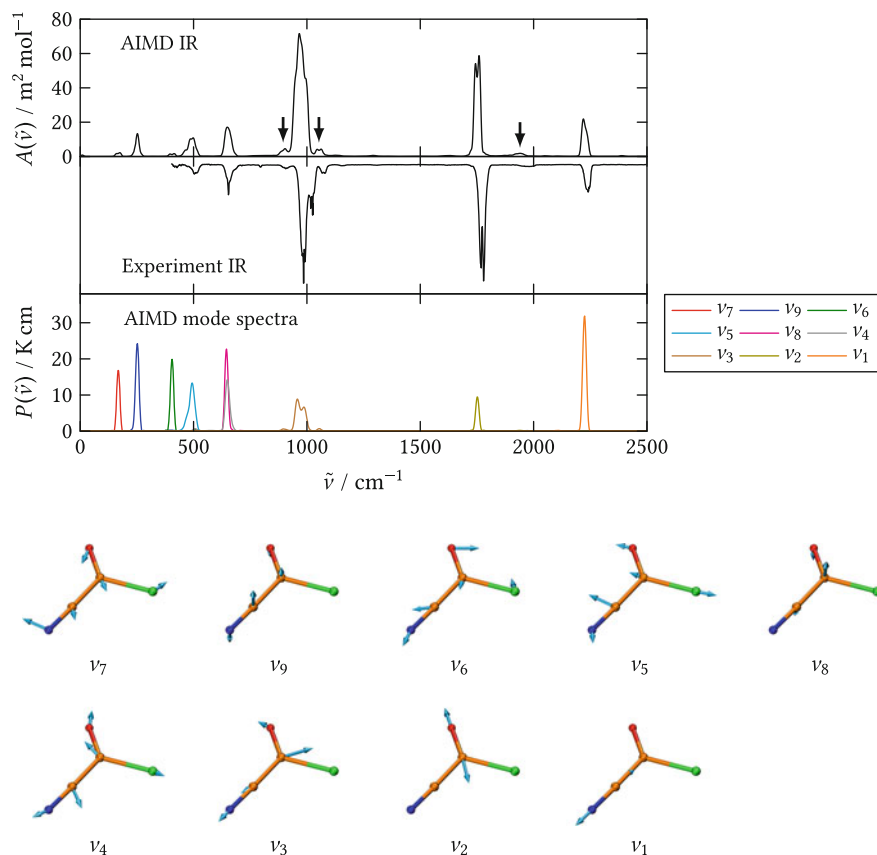 80
AIMD IR
60
40
20
0
A(ν̃) / m² mol⁻¹
Experiment IR
AIMD mode spectra
30
20
10
0
P(ν̃) / K cm
0 500 1000 1500 2000 2500
ν̃ / cm⁻¹
ν₇ ν₉ ν₆
ν₅ ν₈ ν₄
ν₃ ν₂ ν₁
ν₇ ν₉ ν₆ ν₅ ν₈
ν₄ ν₃ ν₂ ν₁